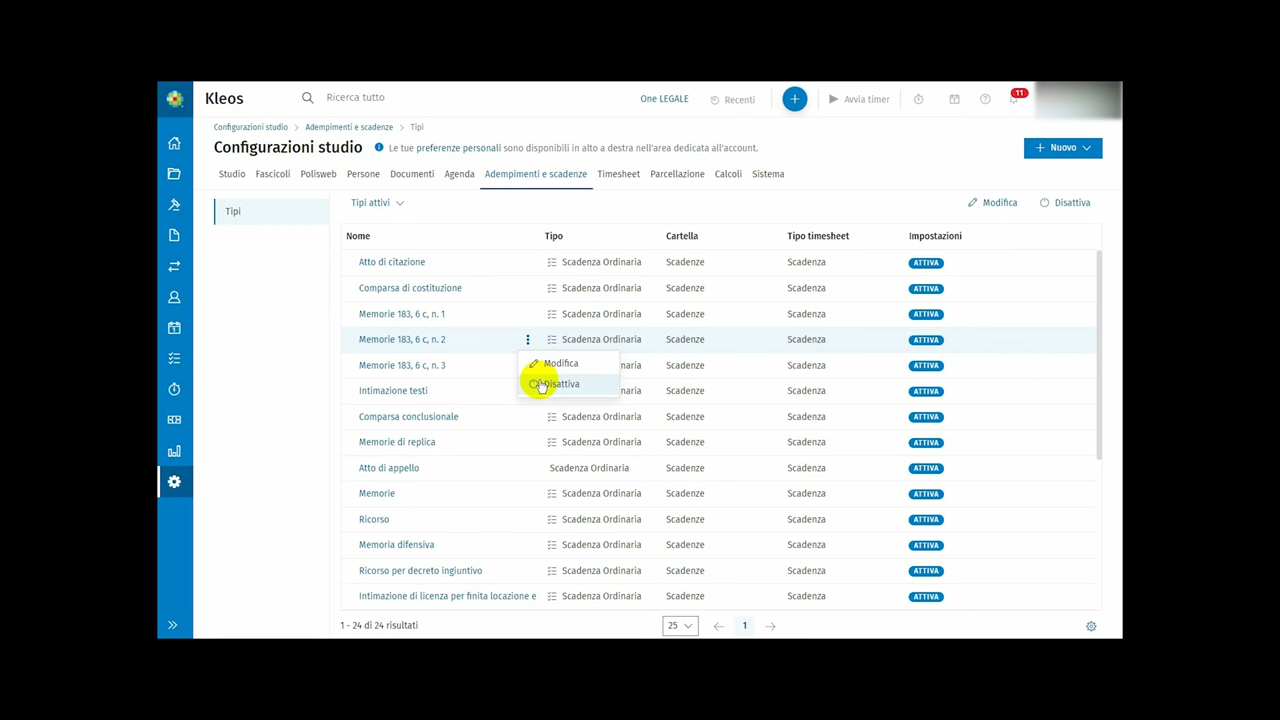 Kleos
Ricerca tutto
One LEGALE
Recenti
Avvia timer
11
Configurazioni studio > Adempimenti e scadenze > Tipi
Configurazioni studio
Le tue preferenze personali sono disponibili in alto a destra nell'area dedicata all'account.
Nuovo
Studio Fascicoli Polisweb Persone Documenti Agenda Adempimenti e scadenze Timesheet Parcellazione Calcoli Sistema
Tipi
Tipi attivi
Modifica
Disattiva
Nome Tipo Cartella Tipo timesheet Impostazioni
Atto di citazione Scadenza Ordinaria Scadenze Scadenza ATTIVA
Comparsa di costituzione Scadenza Ordinaria Scadenze Scadenza ATTIVA
Memorie 183, 6 c, n. 1 Scadenza Ordinaria Scadenze Scadenza ATTIVA
Memorie 183, 6 c, n. 2 Scadenza Ordinaria Scadenze Scadenza ATTIVA
Modifica
Disattiva
Memorie 183, 6 c, n. 3 Scadenze Scadenza ATTIVA
Intimazione testi Scadenze Scadenza ATTIVA
Comparsa conclusionale Scadenza Ordinaria Scadenze Scadenza ATTIVA
Memorie di replica Scadenza Ordinaria Scadenze Scadenza ATTIVA
Atto di appello Scadenza Ordinaria Scadenze Scadenza ATTIVA
Memorie Scadenza Ordinaria Scadenze Scadenza ATTIVA
Ricorso Scadenza Ordinaria Scadenze Scadenza ATTIVA
Memoria difensiva Scadenza Ordinaria Scadenze Scadenza ATTIVA
Ricorso per decreto ingiuntivo Scadenza Ordinaria Scadenze Scadenza ATTIVA
Intimazione di licenza per finita locazione e Scadenza Ordinaria Scadenze Scadenza ATTIVA
1 - 24 di 24 risultati
25
1